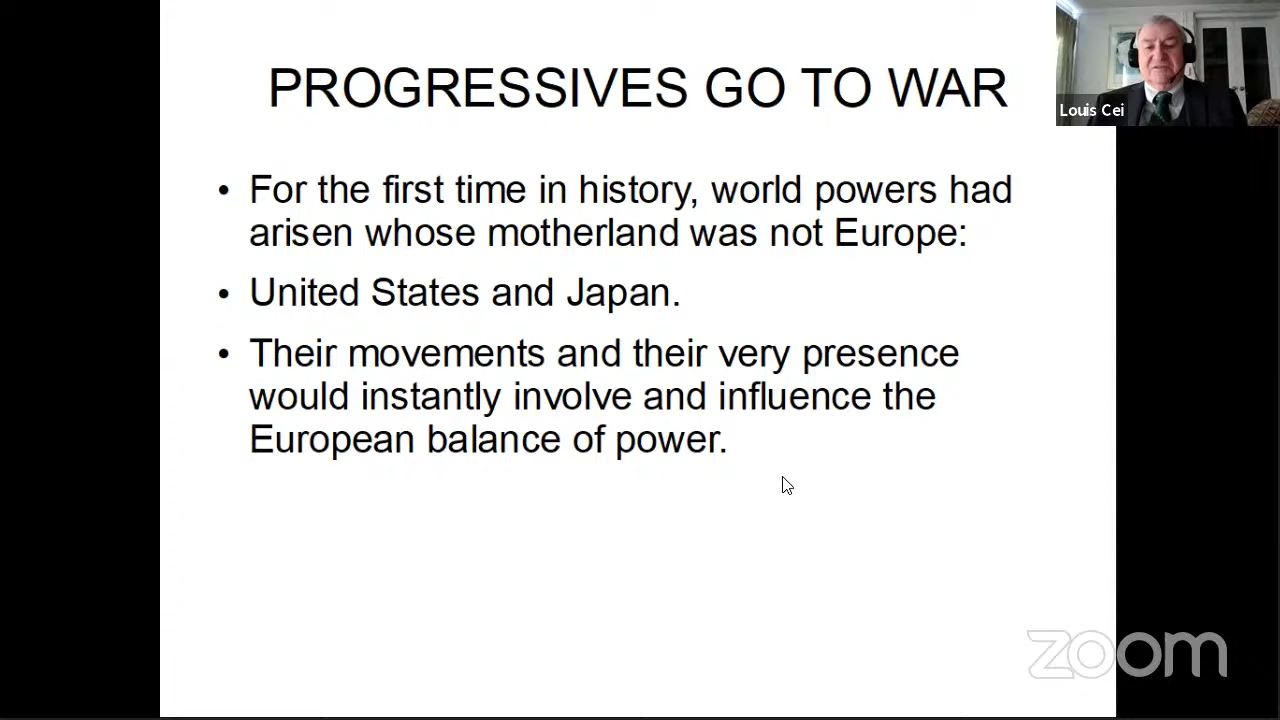 PROGRESSIVES GO TO WAR
Louis Cei
• For the first time in history, world powers had
arisen whose motherland was not Europe:
• United States and Japan.
• Their movements and their very presence
would instantly involve and influence the
European balance of power.
zoom